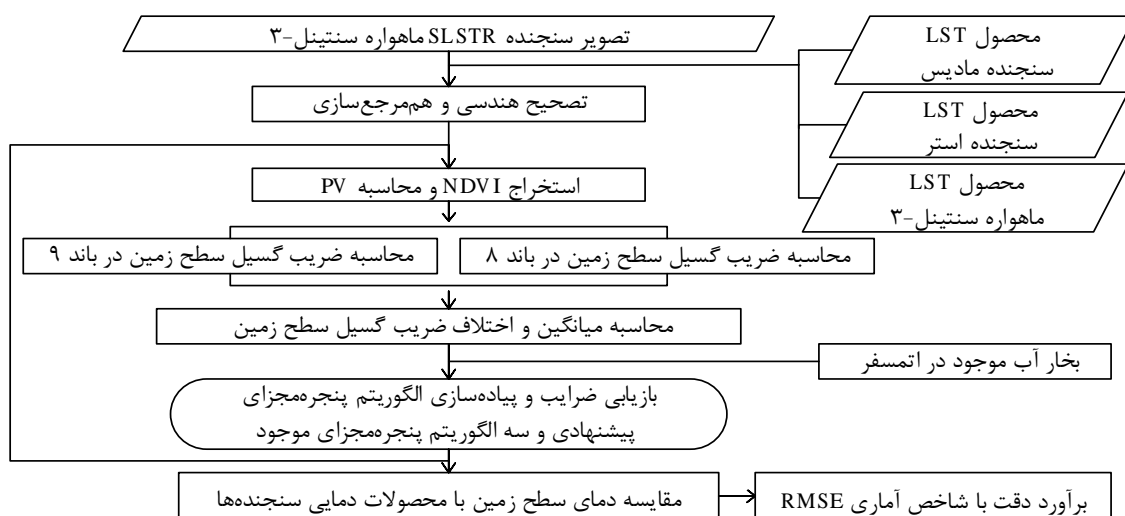 تصویر سنجنده SLSTR ماهواره سنتینل-۳
محصول LST
سنجنده مادیس
تصحیح هندسی و هم‌مرجع‌سازی
محصول LST
سنجنده استر
استخراج NDVI و محاسبه PV
محصول LST
ماهواره سنتینل-۳
محاسبه ضریب گسیل سطح زمین در باند ۸
محاسبه ضریب گسیل سطح زمین در باند ۹
محاسبه میانگین و اختلاف ضریب گسیل سطح زمین
بخار آب موجود در اتمسفر
بازیابی ضرایب و پیاده‌سازی الگوریتم پنجره‌مجزای
پیشنهادی و سه الگوریتم پنجره‌مجزای موجود
مقایسه دمای سطح زمین با محصولات دمایی سنجنده‌ها
برآورد دقت با شاخص آماری RMSE